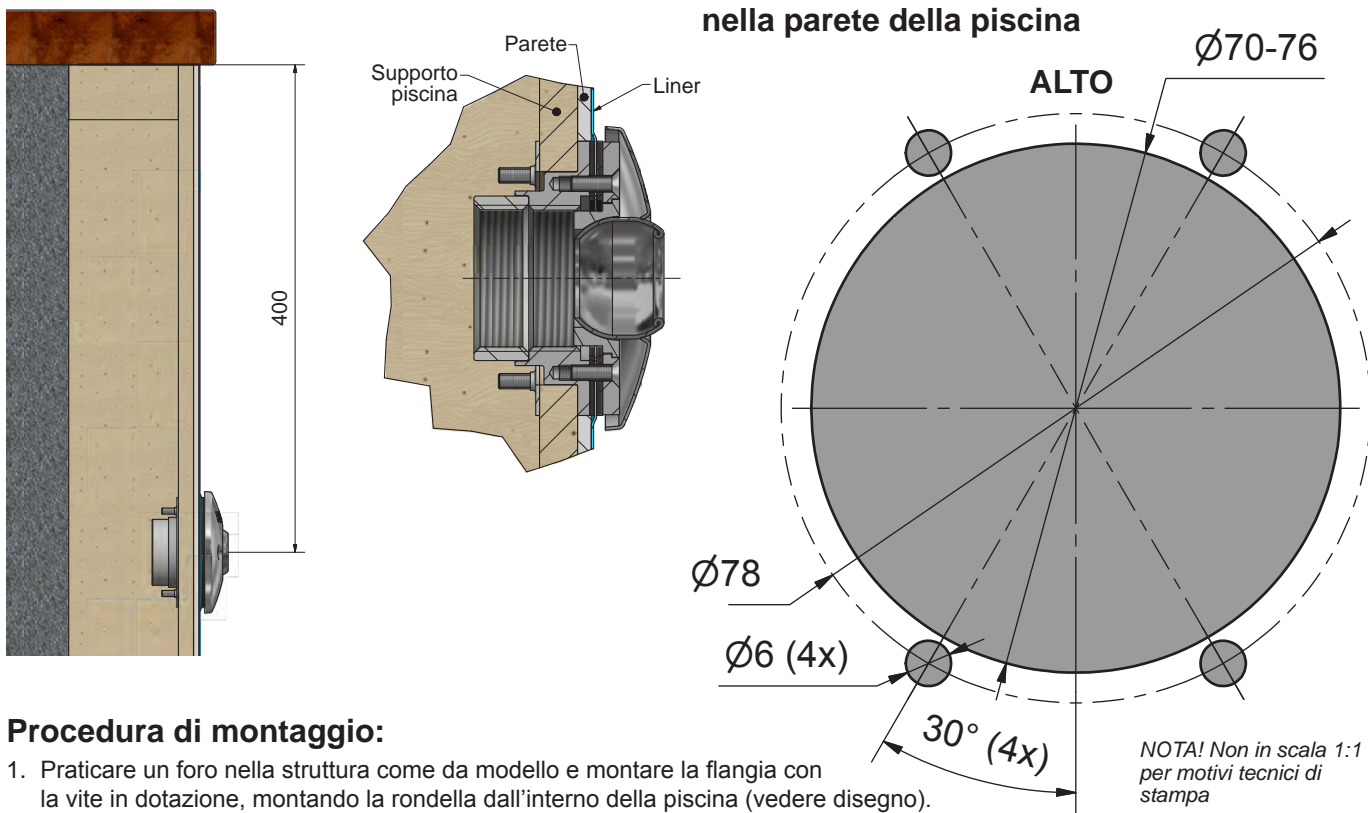 nella parete della piscina
Parete
Supporto
piscina
Liner
400
ALTO
Ø70-76
Ø78
Ø6 (4x)
30° (4x)
Procedura di montaggio:
1. Praticare un foro nella struttura come da modello e montare la flangia con
la vite in dotazione, montando la rondella dall'interno della piscina (vedere disegno).
NOTA! Non in scala 1:1
per motivi tecnici di
stampa